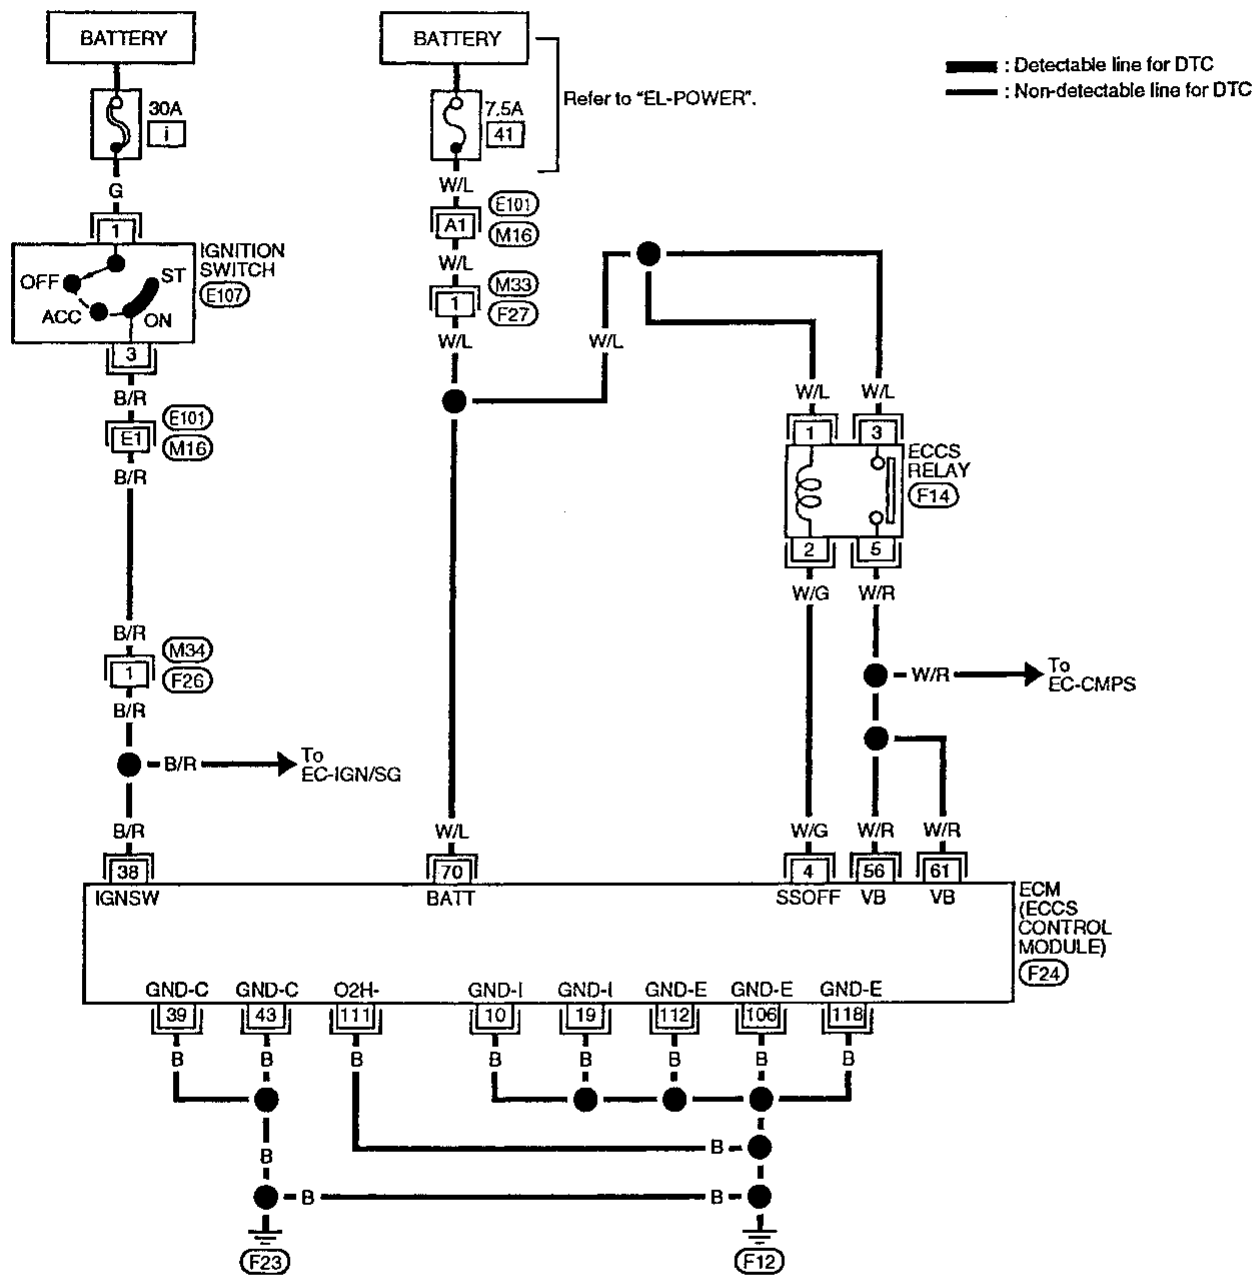 BATTERY
BATTERY
: Detectable line for DTC
: Non-detectable line for DTC
30A
i
7.5A
41
Refer to "EL-POWER".
G
W/L
1
A1
E101
M16
IGNITION
SWITCH
E107
OFF
ST
ACC
ON
W/L
1
M33
F27
3
W/L
W/L
B/R
E1
E101
M16
B/R
W/L
W/L
1
3
ECCS
RELAY
F14
2
5
W/G
W/R
B/R
1
M34
F26
B/R
W/R
To
EC-CMPS
B/R
To
EC-IGN/SG
B/R
W/L
W/G
W/R
W/R
38
70
4
56
61
IGNSW
BATT
SSOFF
VB
VB
ECM
(ECCS
CONTROL
MODULE)
F24
GND-C
GND-C
O2H-
GND-I
GND-I
GND-E
GND-E
GND-E
39
43
111
10
19
112
106
118
B
B
B
B
B
B
B
B
B
B
B
B
F23
F12